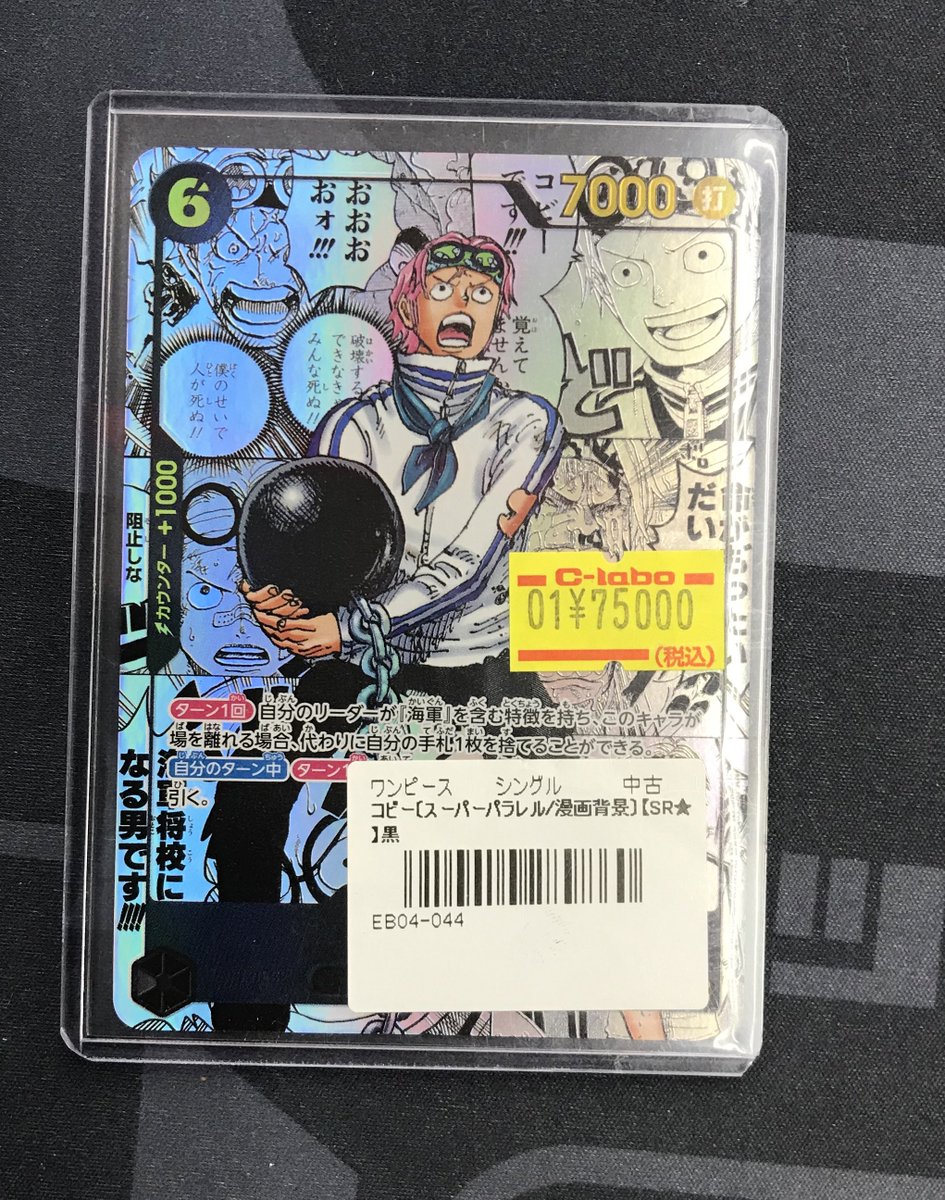 6
7000
打
コビー
です!!!
おおお
おォ!!!
覚えて
ませんか
破壊する
できなき
みんな死ぬ!!
僕のせいで
人が死ぬ!!
ど
だい
阻止しな
カウンター +1000
C-labo
01¥75000
(税込)
ターン1回 自分のリーダーが『海軍』を含む特徴を持ち、このキャラが
場を離れる場合、代わりに自分の手札1枚を捨てることができる。
自分のターン中 ターン1
引く。
海軍将校に
なる男です!!!!
ワンピース シングル 中古
コビー(スーパーパラレル/漫画背景)【SR★
】黒
EB04-044